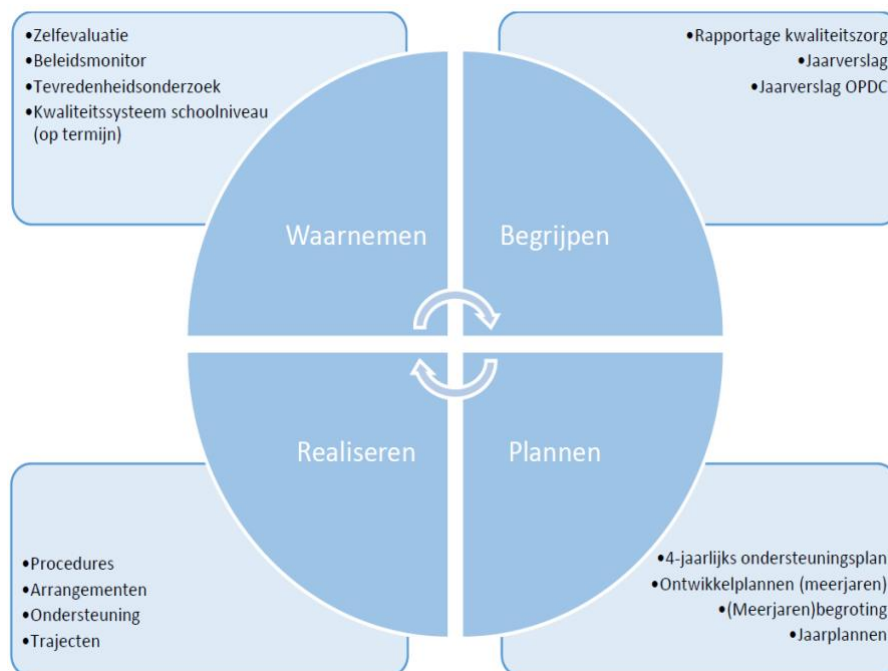 •Zelfevaluatie
•Beleidsmonitor
•Tevredenheidsonderzoek
•Kwaliteitssysteem schoolniveau
(op termijn)
•Rapportage kwaliteitszorg
•Jaarverslag
•Jaarverslag OPDC
Waarnemen
Begrijpen
Realiseren
Plannen
•Procedures
•Arrangementen
•Ondersteuning
•Trajecten
•4-jaarlijks ondersteuningsplan
•Ontwikkelplannen (meerjaren)
•(Meerjaren)begroting
•Jaarplannen